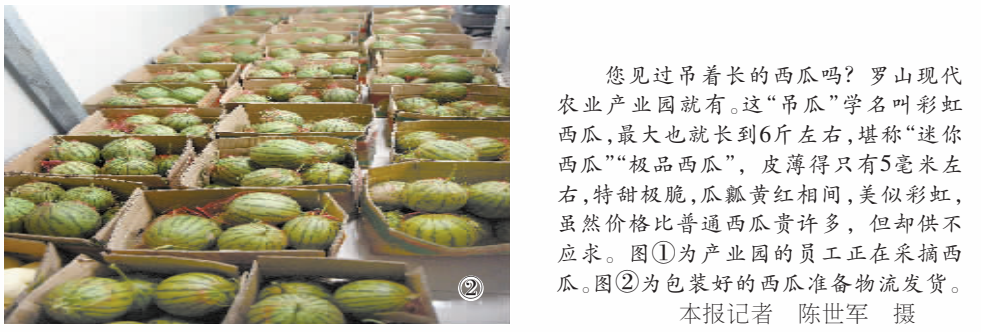 ②
您见过吊着长的西瓜吗？罗山现代
农业产业园就有。这“吊瓜”学名叫彩虹
西瓜，最大也就长到6斤左右，堪称“迷你
西瓜”“极品西瓜”，皮薄得只有5毫米左
右，特甜极脆，瓜瓤黄红相间，美似彩虹，
虽然价格比普通西瓜贵许多，但却供不
应求。图①为产业园的员工正在采摘西
瓜。图②为包装好的西瓜准备物流发货。
本报记者 陈世军 摄